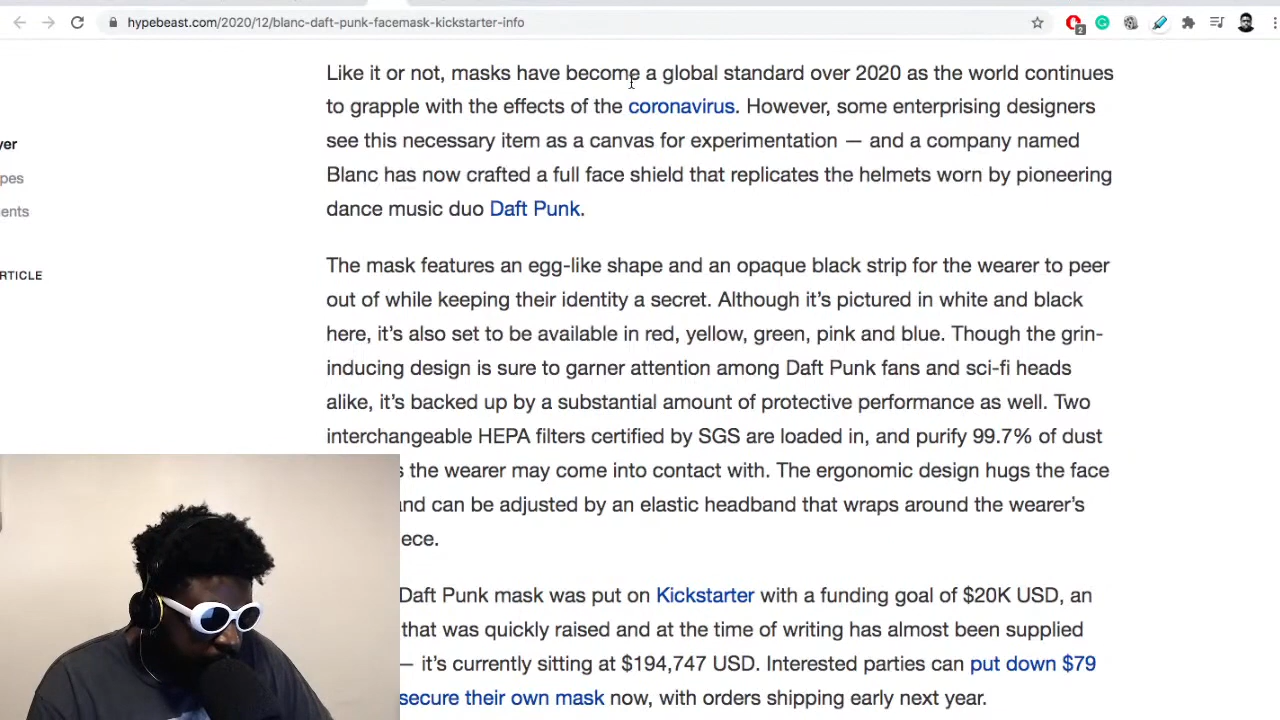 hypebeast.com/2020/12/blanc-daft-punk-facemask-kickstarter-info
2
Like it or not, masks have become a global standard over 2020 as the world continues
to grapple with the effects of the coronavirus. However, some enterprising designers
see this necessary item as a canvas for experimentation — and a company named
Blanc has now crafted a full face shield that replicates the helmets worn by pioneering
dance music duo Daft Punk.
yer
pes
ents
RTICLE
The mask features an egg-like shape and an opaque black strip for the wearer to peer
out of while keeping their identity a secret. Although it's pictured in white and black
here, it's also set to be available in red, yellow, green, pink and blue. Though the grin-
inducing design is sure to garner attention among Daft Punk fans and sci-fi heads
alike, it's backed up by a substantial amount of protective performance as well. Two
interchangeable HEPA filters certified by SGS are loaded in, and purify 99.7% of dust
s the wearer may come into contact with. The ergonomic design hugs the face
and can be adjusted by an elastic headband that wraps around the wearer's
ece.
Daft Punk mask was put on Kickstarter with a funding goal of $20K USD, an
that was quickly raised and at the time of writing has almost been supplied
— it's currently sitting at $194,747 USD. Interested parties can put down $79
secure their own mask now, with orders shipping early next year.